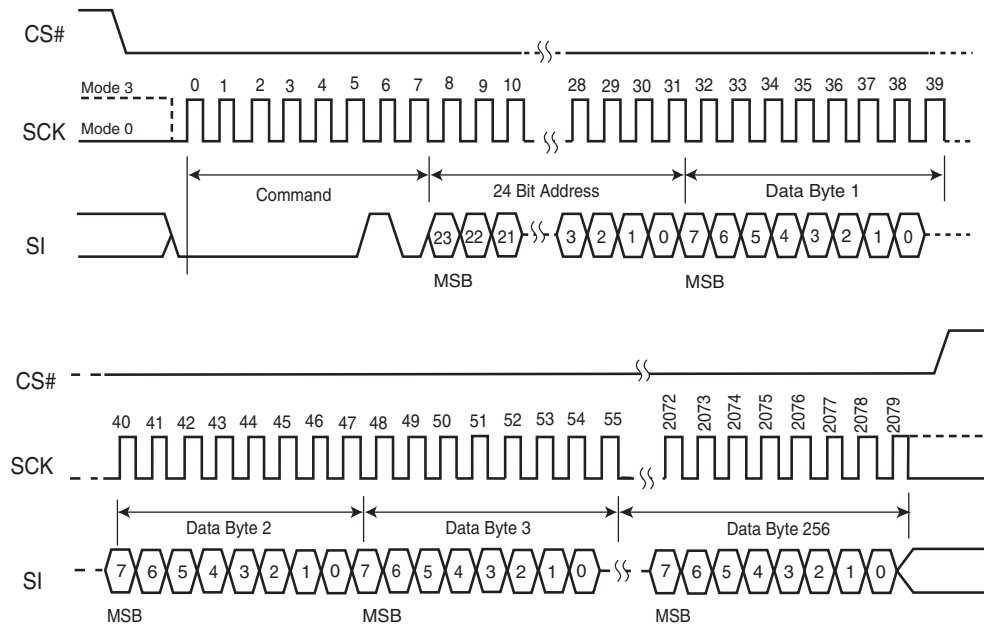 CS#
Mode 3
SCK
Mode 0
0 1 2 3 4 5 6 7 8 9 10 28 29 30 31 32 33 34 35 36 37 38 39
Command
24 Bit Address
Data Byte 1
SI
23 22 21 3 2 1 0 7 6 5 4 3 2 1 0
MSB
MSB
CS#
40 41 42 43 44 45 46 47 48 49 50 51 52 53 54 55 2072 2073 2074 2075 2076 2077 2078 2079
SCK
Data Byte 2
Data Byte 3
Data Byte 256
SI
7 6 5 4 3 2 1 0 7 6 5 4 3 2 1 0 7 6 5 4 3 2 1 0
MSB
MSB
MSB